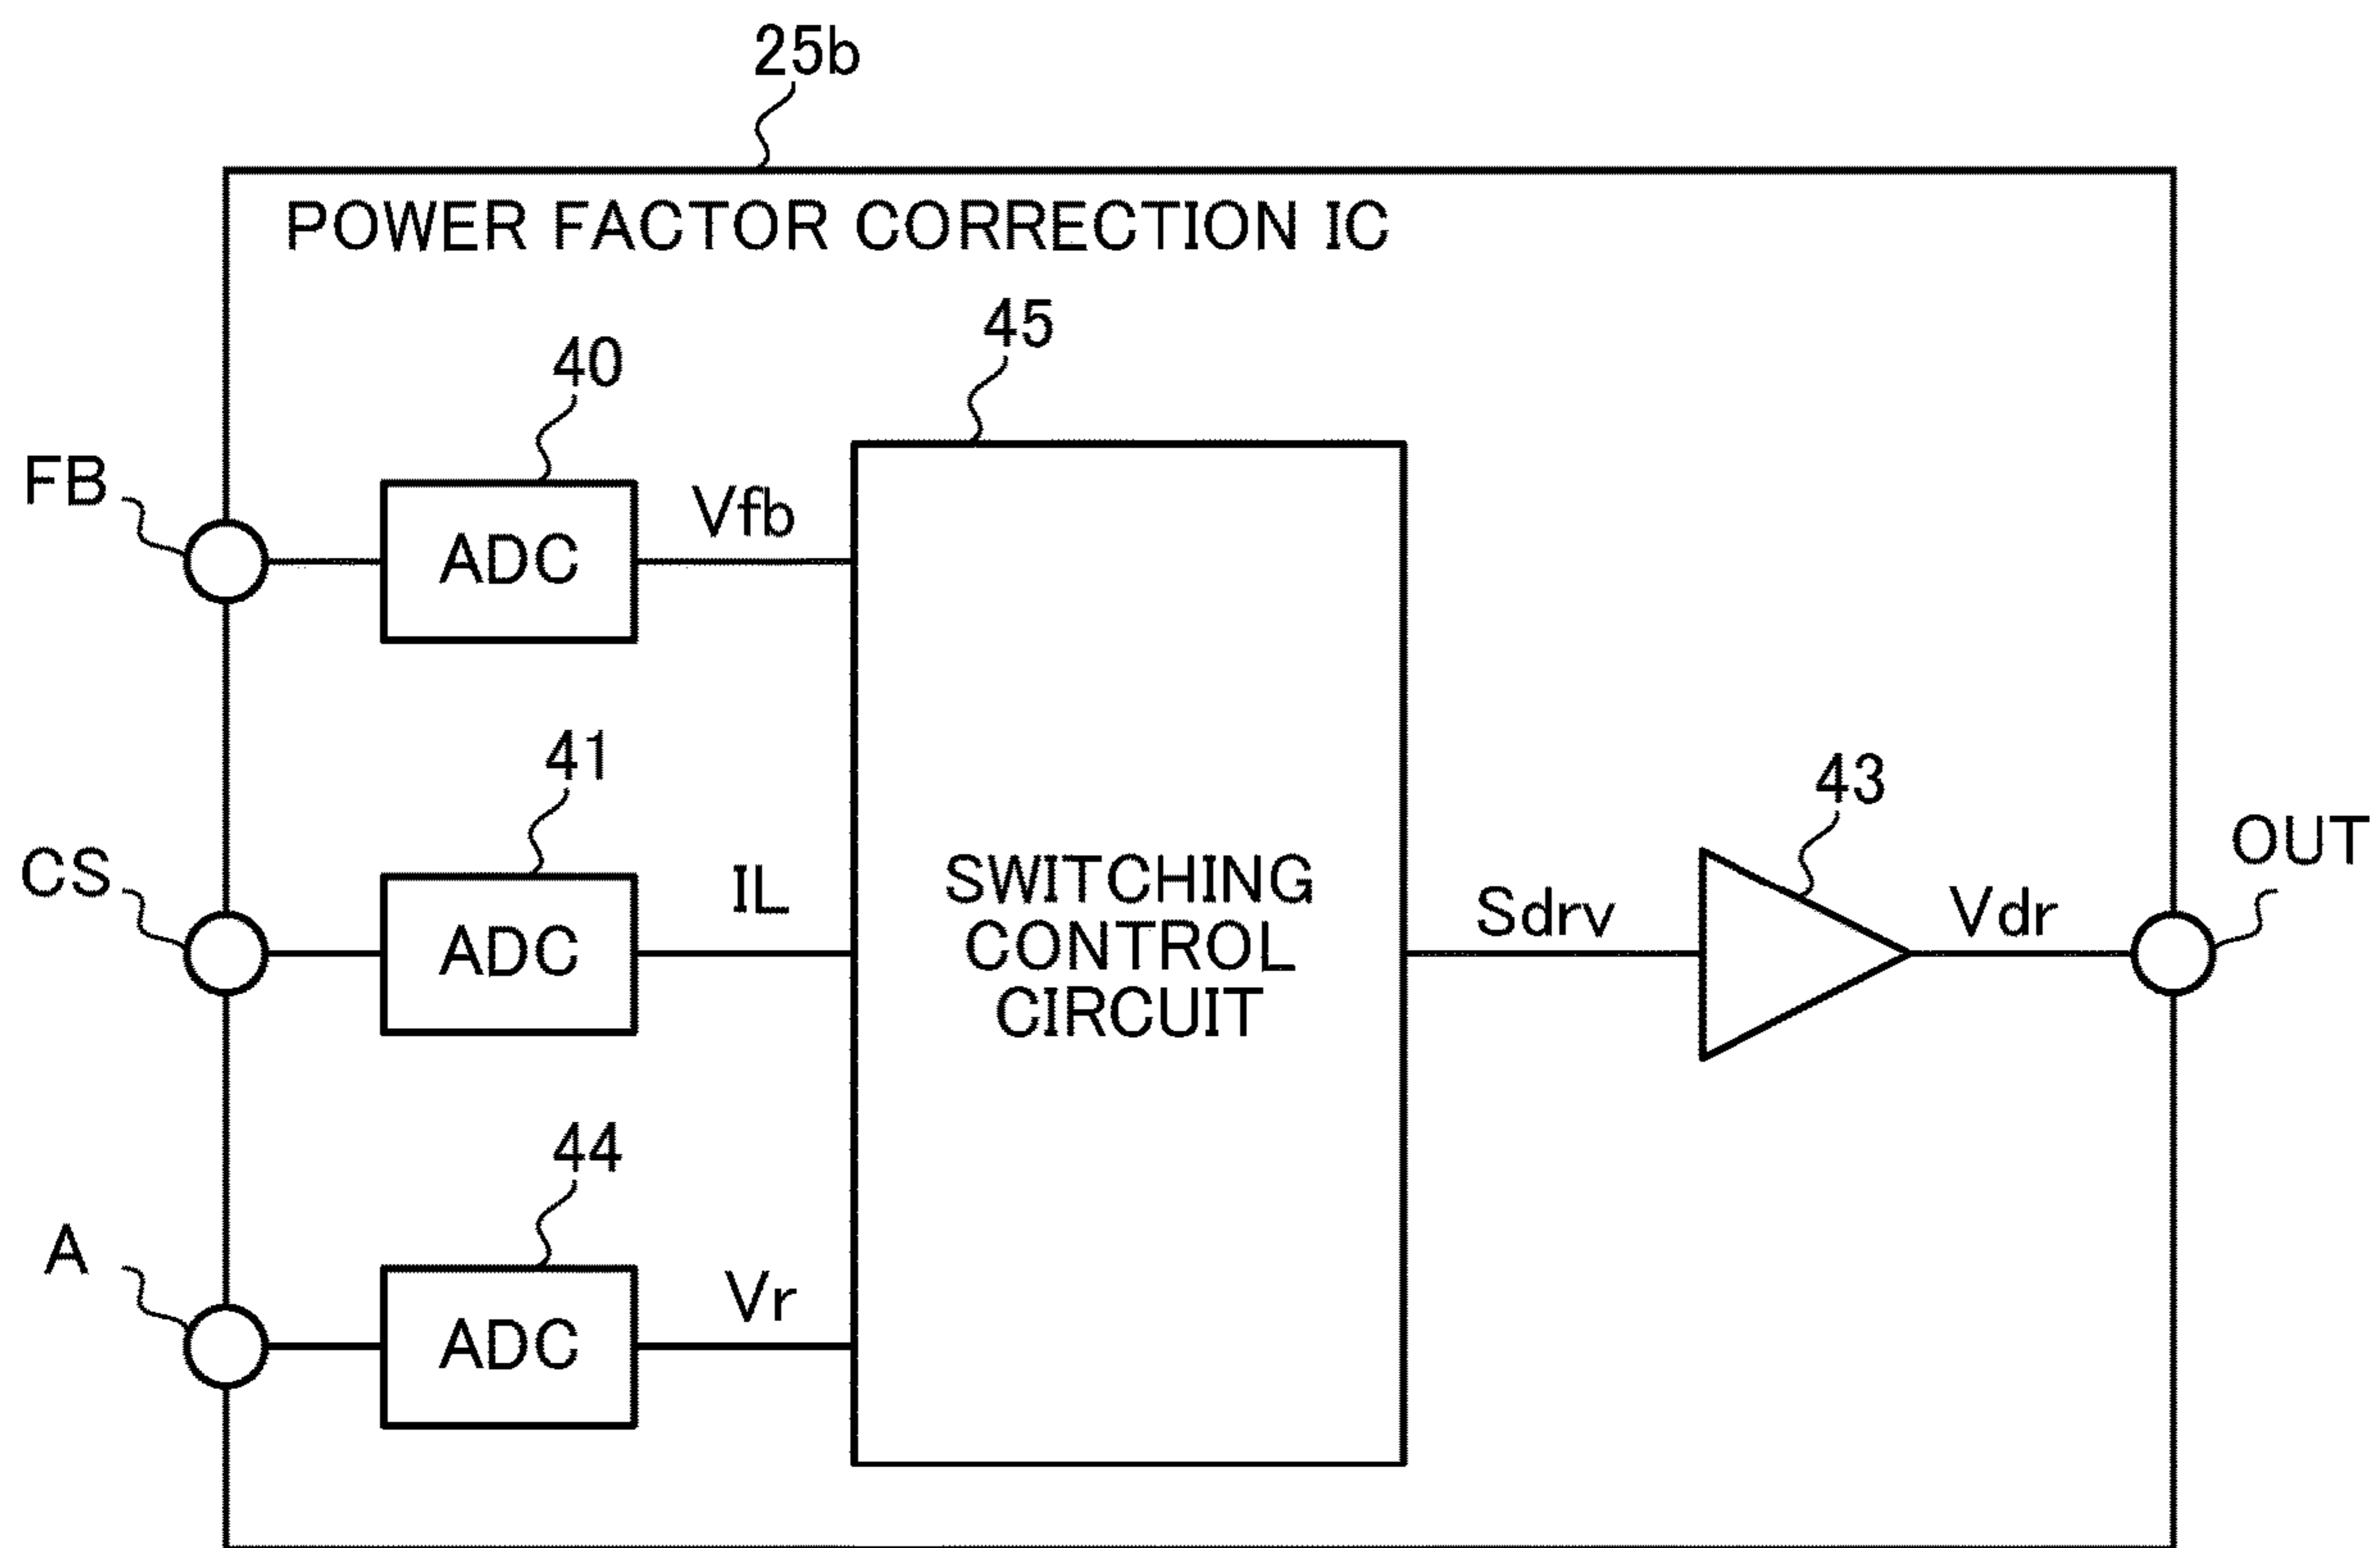 25b
POWER FACTOR CORRECTION IC
45
40
FB
ADC
Vfb
41
CS
ADC
IL
SWITCHING
CONTROL
CIRCUIT
Sdrv
43
Vdr
OUT
44
A
ADC
Vr